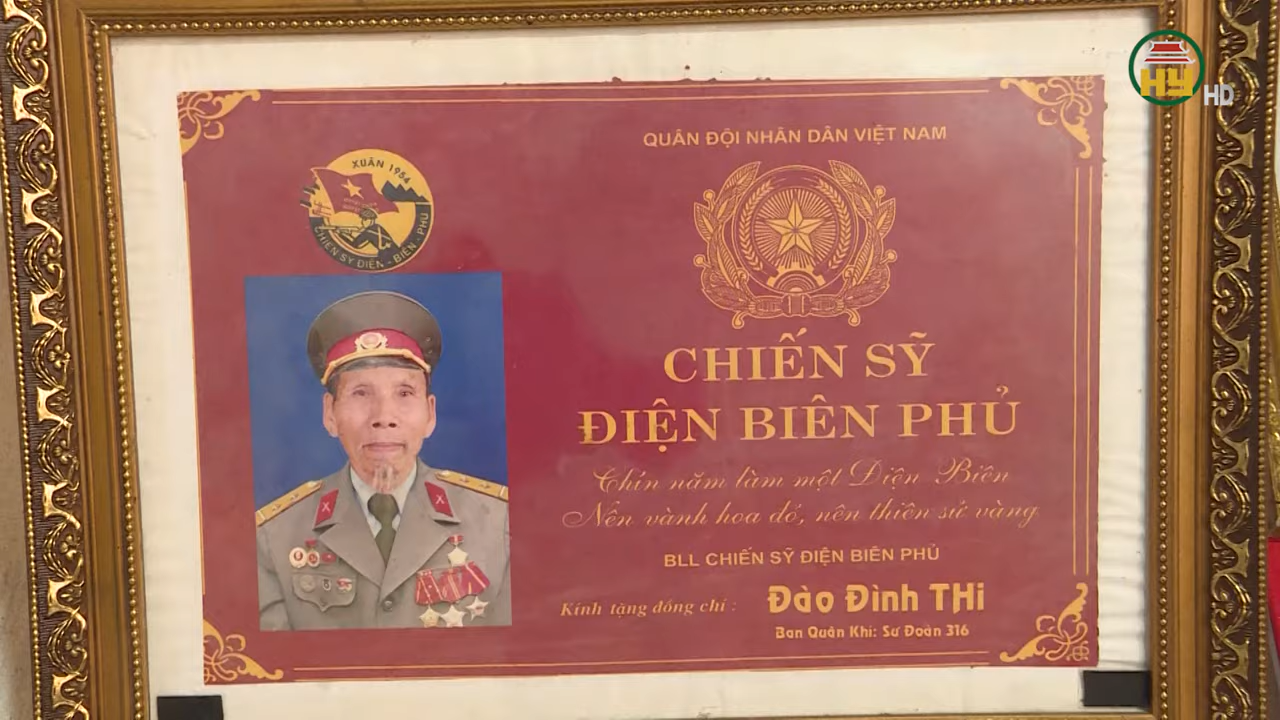 HY HD
QUÂN ĐỘI NHÂN DÂN VIỆT NAM
XUÂN 1954
CHIẾN SỸ ĐIỆN - BIÊN - PHỦ
CHIẾN SỸ
ĐIỆN BIÊN PHỦ
Chín năm làm một Điện Biên
Nên vành hoa đỏ, nên thiên sử vàng
BLL CHIẾN SỸ ĐIỆN BIÊN PHỦ
Kính tặng đồng chí : Đào Đình THi
Ban Quân Khí: Sư Đoàn 316